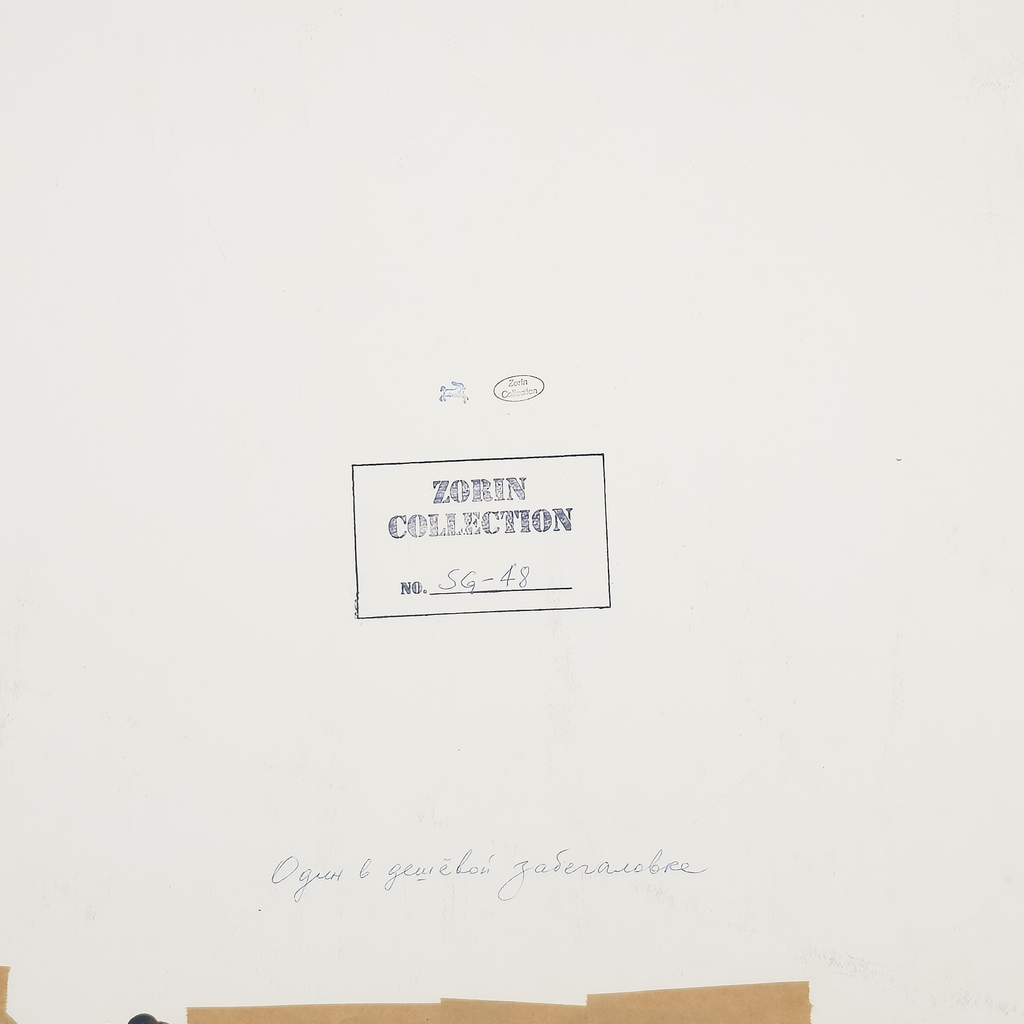 Zorin
Collection
ZORIN
COLLECTION
NO. SG-48
Один в дешёвой забегаловке